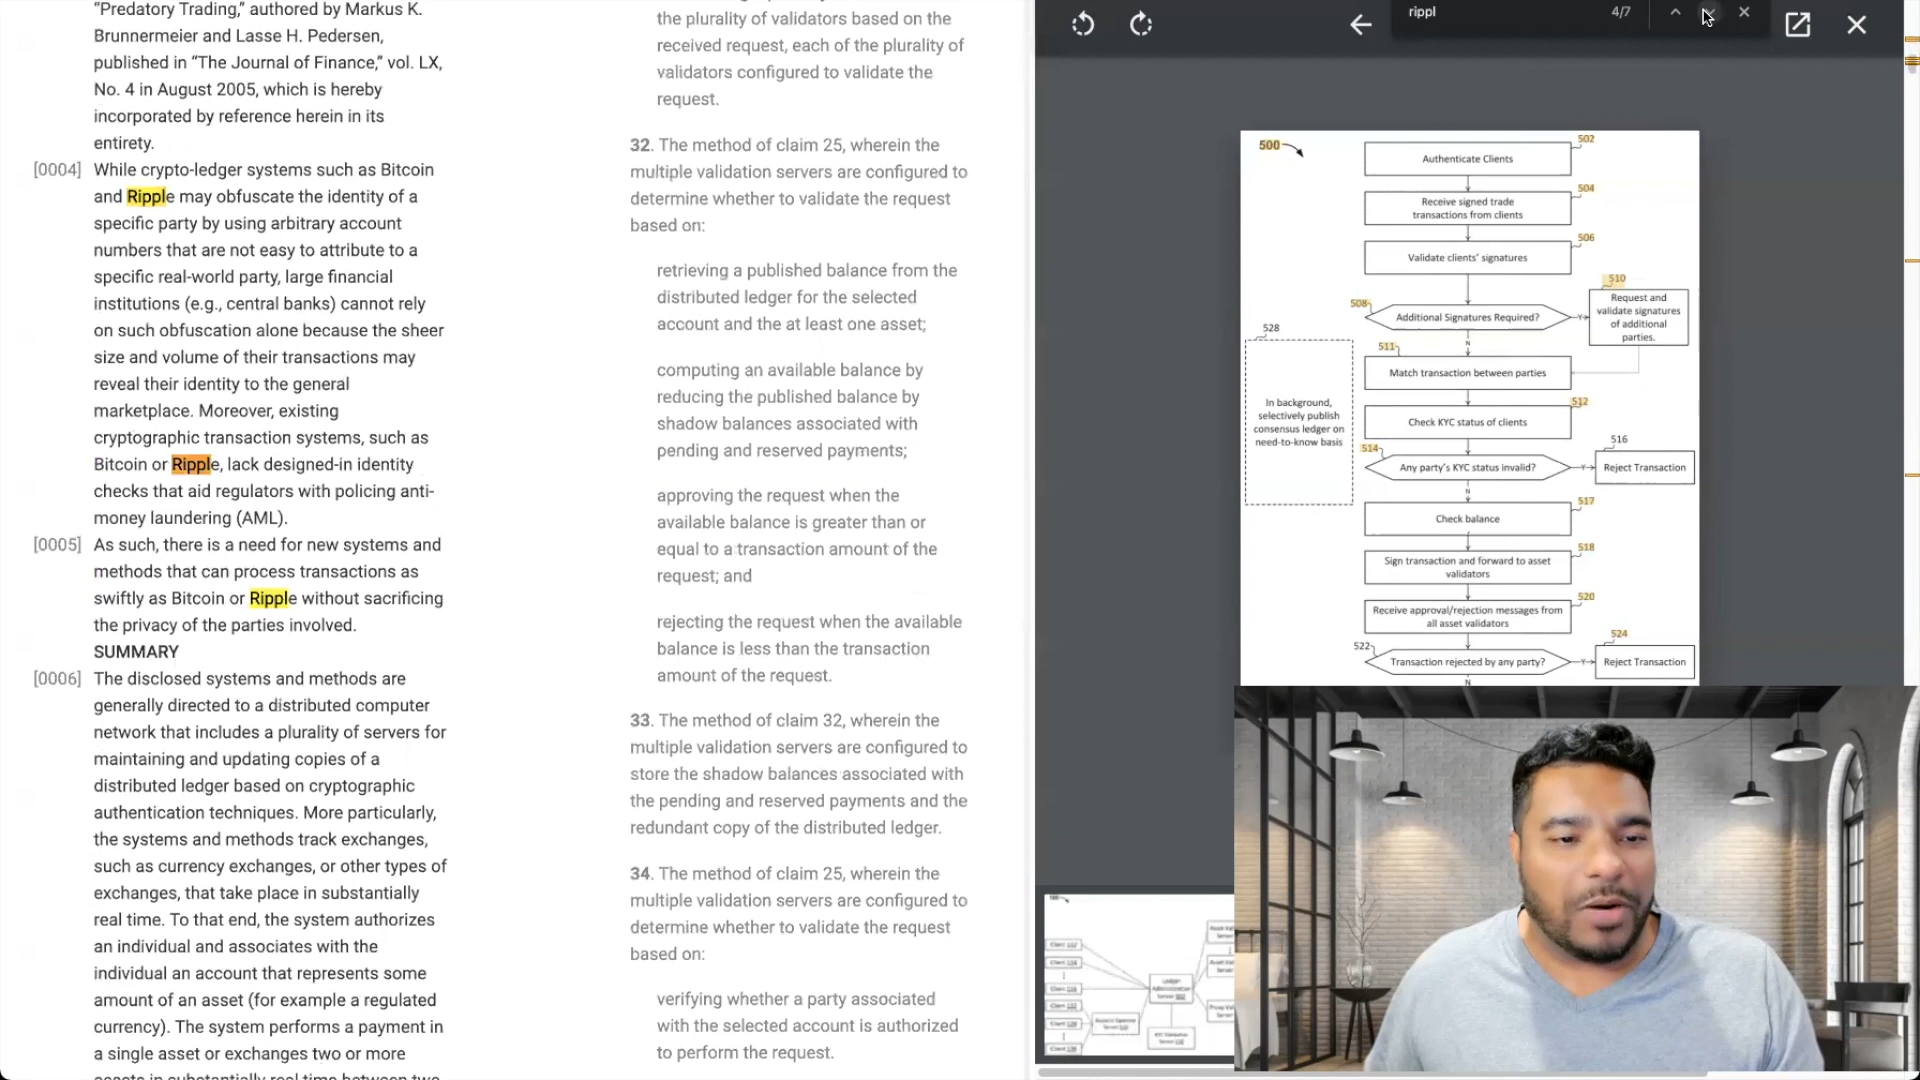 "Predatory Trading," authored by Markus K.
Brunnermeier and Lasse H. Pedersen,
published in “The Journal of Finance,” vol. LX,
No. 4 in August 2005, which is hereby
incorporated by reference herein in its
entirety.
[0004] While crypto-ledger systems such as Bitcoin
and Ripple may obfuscate the identity of a
specific party by using arbitrary account
numbers that are not easy to attribute to a
specific real-world party, large financial
institutions (e.g., central banks) cannot rely
on such obfuscation alone because the sheer
size and volume of their transactions may
reveal their identity to the general
marketplace. Moreover, existing
cryptographic transaction systems, such as
Bitcoin or Ripple, lack designed-in identity
checks that aid regulators with policing anti-
money laundering (AML).
[0005] As such, there is a need for new systems and
methods that can process transactions as
swiftly as Bitcoin or Ripple without sacrificing
the privacy of the parties involved.
SUMMARY
[0006] The disclosed systems and methods are
generally directed to a distributed computer
network that includes a plurality of servers for
maintaining and updating copies of a
distributed ledger based on cryptographic
authentication techniques. More particularly,
the systems and methods track exchanges,
such as currency exchanges, or other types of
exchanges, that take place in substantially
real time. To that end, the system authorizes
an individual and associates with the
individual an account that represents some
amount of an asset (for example a regulated
currency). The system performs a payment in
a single asset or exchanges two or more
assets in substantially real time between two
the plurality of validators based on the
received request, each of the plurality of
validators configured to validate the
request.
32. The method of claim 25, wherein the
multiple validation servers are configured to
determine whether to validate the request
based on:
retrieving a published balance from the
distributed ledger for the selected
account and the at least one asset;
computing an available balance by
reducing the published balance by
shadow balances associated with
pending and reserved payments;
approving the request when the
available balance is greater than or
equal to a transaction amount of the
request; and
rejecting the request when the available
balance is less than the transaction
amount of the request.
33. The method of claim 32, wherein the
multiple validation servers are configured to
store the shadow balances associated with
the pending and reserved payments and the
redundant copy of the distributed ledger.
34. The method of claim 25, wherein the
multiple validation servers are configured to
determine whether to validate the request
based on:
verifying whether a party associated
with the selected account is authorized
to perform the request.
rippl 4/7
500
502
Authenticate Clients
504
Receive signed trade
transactions from clients
506
Validate clients' signatures
508
Additional Signatures Required?
Y
510
Request and
validate signatures
of additional
parties.
N
528
In background,
selectively publish
consensus ledger on
need-to-know basis
511
Match transaction between parties
512
Check KYC status of clients
514
Any party's KYC status invalid?
Y
516
Reject Transaction
N
517
Check balance
518
Sign transaction and forward to asset
validators
520
Receive approval/rejection messages from
all asset validators
522
Transaction rejected by any party?
Y
524
Reject Transaction
N